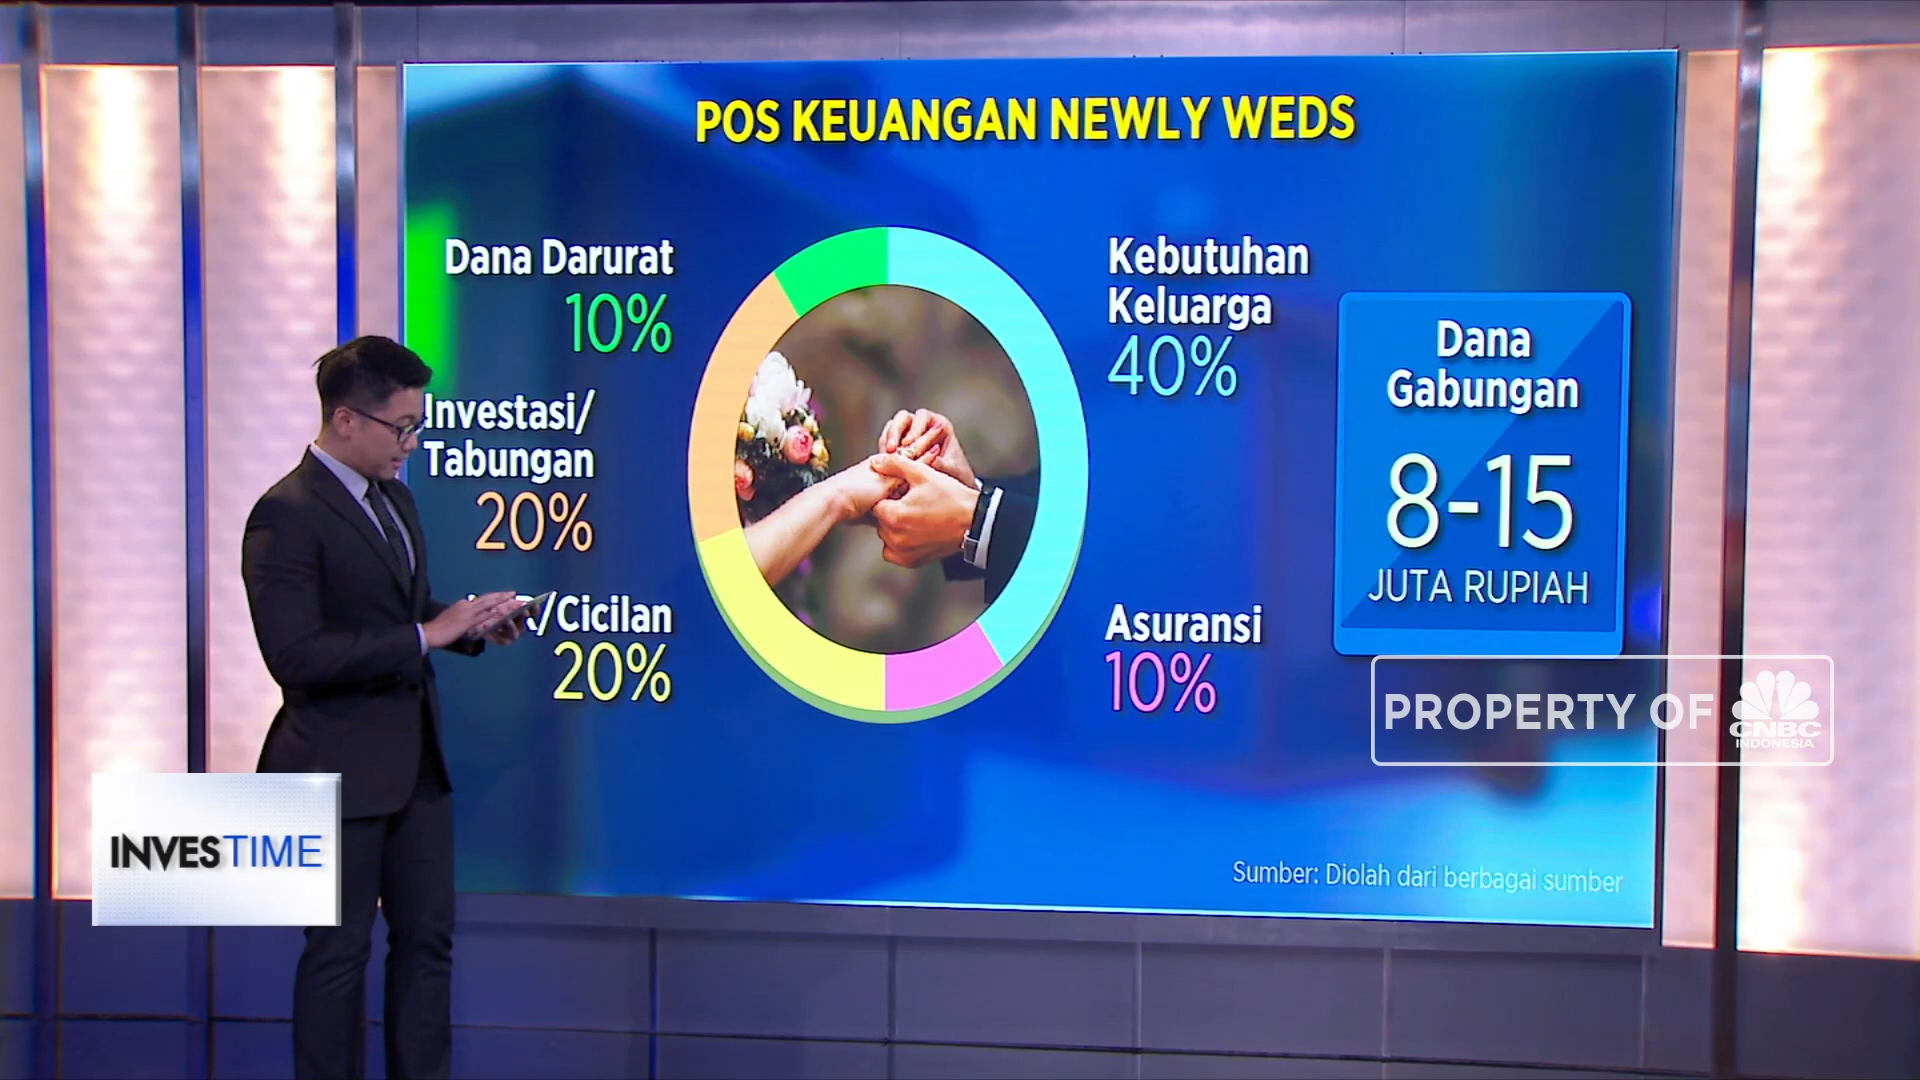 POS KEUANGAN NEWLY WEDS
Dana Darurat
10%
Investasi/
Tabungan
20%
/Cicilan
20%
Kebutuhan
Keluarga
40%
Asuransi
10%
Dana
Gabungan
8-15
JUTA RUPIAH
PROPERTY OF CNBC
INDONESIA
INVESTIME
Sumber: Diolah dari berbagai sumber